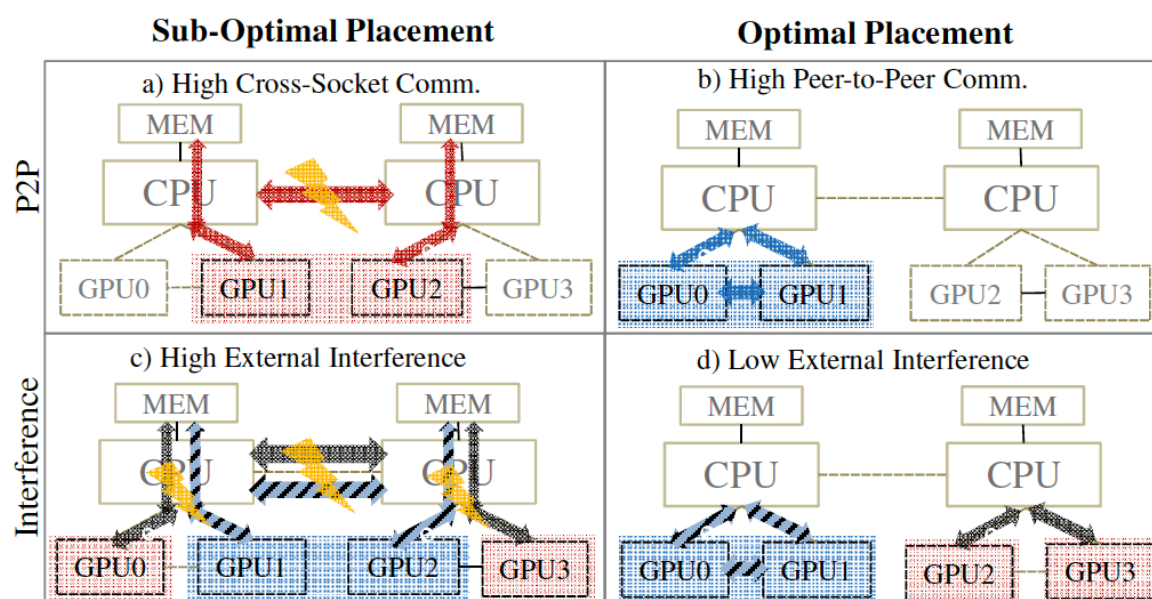 Sub-Optimal Placement
Optimal Placement
P2P
a) High Cross-Socket Comm.
MEM
MEM
CPU
CPU
GPU0
GPU1
GPU2
GPU3
b) High Peer-to-Peer Comm.
MEM
MEM
CPU
CPU
GPU0
GPU1
GPU2
GPU3
Interference
c) High External Interference
MEM
MEM
CPU
CPU
GPU0
GPU1
GPU2
GPU3
d) Low External Interference
MEM
MEM
CPU
CPU
GPU0
GPU1
GPU2
GPU3